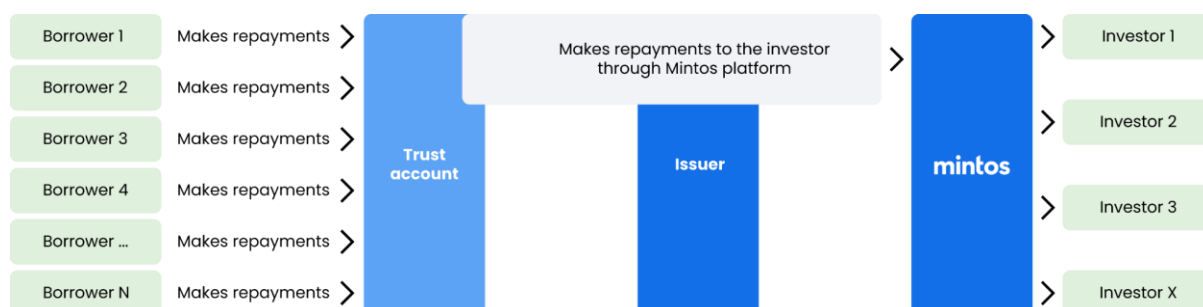 Borrower 1 Makes repayments
Borrower 2 Makes repayments
Borrower 3 Makes repayments
Borrower 4 Makes repayments
Borrower ... Makes repayments
Borrower N Makes repayments
Trust
account
Makes repayments to the investor
through Mintos platform
Issuer
mintos
Investor 1
Investor 2
Investor 3
Investor X